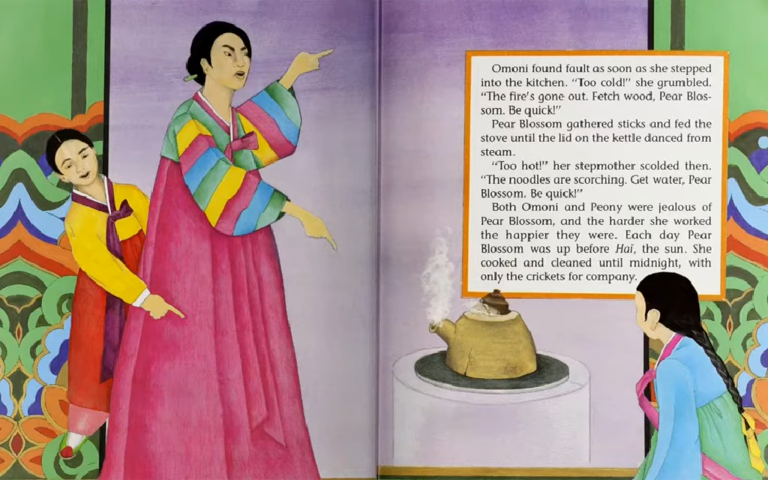 Omoni found fault as soon as she stepped
into the kitchen. “Too cold!” she grumbled.
“The fire’s gone out. Fetch wood, Pear Blos-
som. Be quick!”
Pear Blossom gathered sticks and fed the
stove until the lid on the kettle danced from
steam.
“Too hot!” her stepmother scolded then.
“The noodles are scorching. Get water, Pear
Blossom. Be quick!”
Both Omoni and Peony were jealous of
Pear Blossom, and the harder she worked
the happier they were. Each day Pear
Blossom was up before Hai, the sun. She
cooked and cleaned until midnight, with
only the crickets for company.